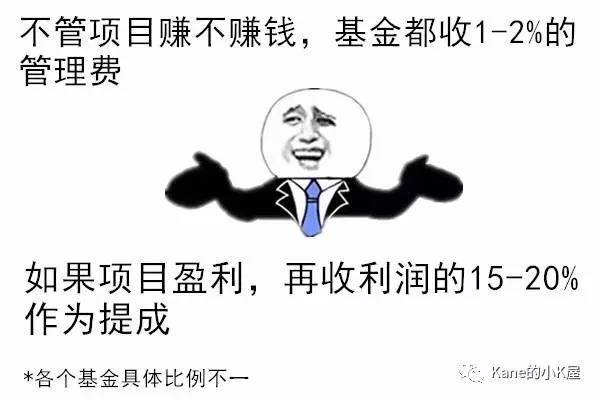 不管项目赚不赚钱，基金都收1-2%的
管理费
如果项目盈利，再收利润的15-20%
作为提成
*各个基金具体比例不一
Kane的小K屋